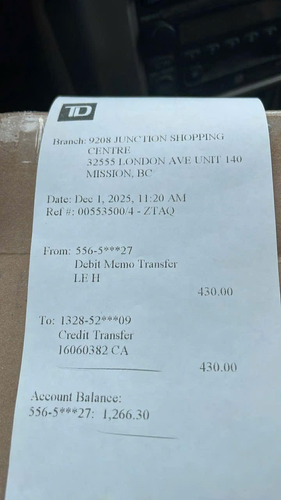 TD
Branch: 9208 JUNCTION SHOPPING
CENTRE
32555 LONDON AVE UNIT 140
MISSION, BC
Date: Dec 1, 2025, 11:20 AM
Ref #: 00553500/4 - ZTAQ
From: 556-5***27
Debit Memo Transfer
LE H
430.00
To: 1328-52***09
Credit Transfer
16060382 CA
430.00
Account Balance:
556-5***27: 1,266.30